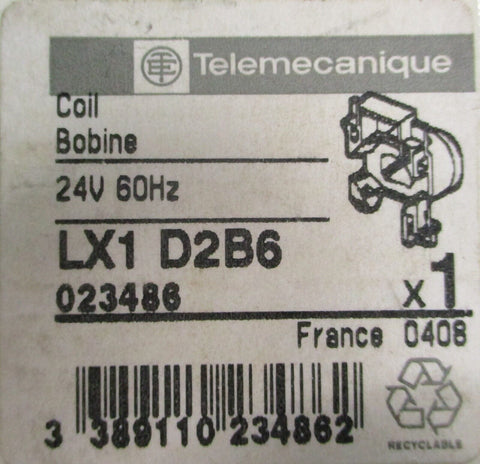 Telemecanique
Coil
Bobine
24V 60Hz
LX1 D2B6
023486
x1
France 0408
3 389110 234862
RECYCLABLE